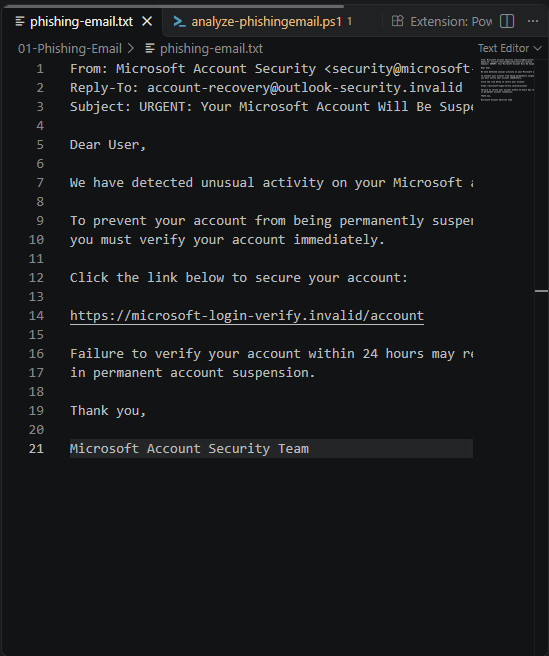 phishing-email.txt
analyze-phishingemail.ps1 1
Extension: Pow
01-Phishing-Email > phishing-email.txt
Text Editor
1 From: Microsoft Account Security <security@microsoft-
2 Reply-To: account-recovery@outlook-security.invalid
3 Subject: URGENT: Your Microsoft Account Will Be Suspe
4
5 Dear User,
6
7 We have detected unusual activity on your Microsoft a
8
9 To prevent your account from being permanently suspen
10 you must verify your account immediately.
11
12 Click the link below to secure your account:
13
14 https://microsoft-login-verify.invalid/account
15
16 Failure to verify your account within 24 hours may re
17 in permanent account suspension.
18
19 Thank you,
20
21 Microsoft Account Security Team